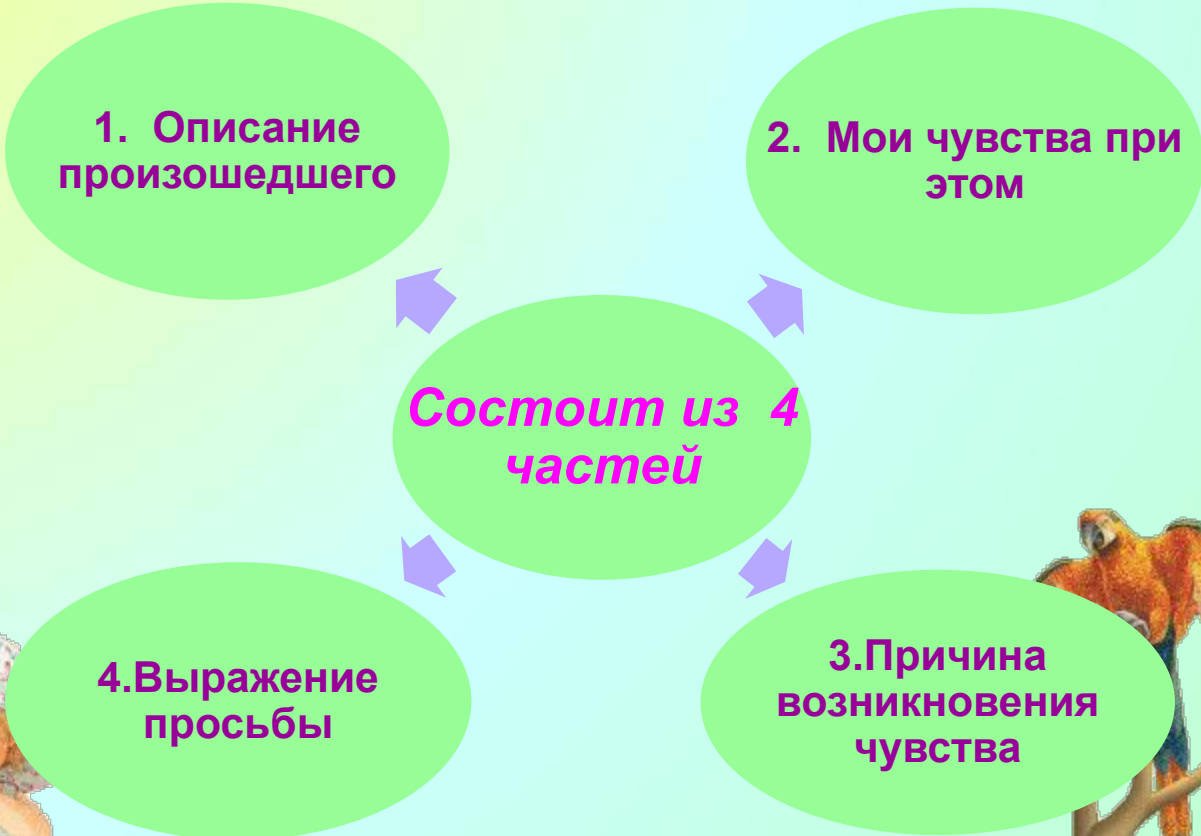 1. Описание
произошедшего
2. Мои чувства при
этом
Состоит из 4
частей
3.Причина
возникновения
чувства
4.Выражение
просьбы